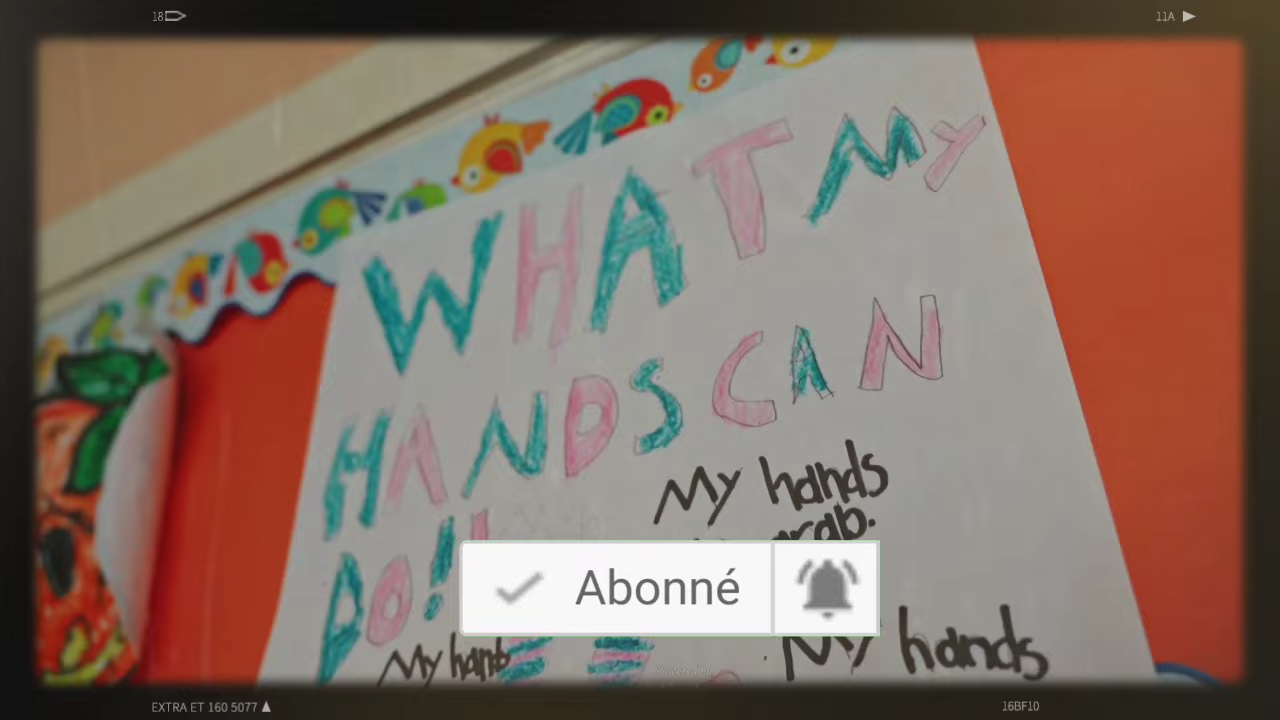 18
11A
WHAT MY
HANDS CAN
DO!!
My hands
grab.
Abonné
My hands
My hands
EXTRA ET 160 5077
16BF10